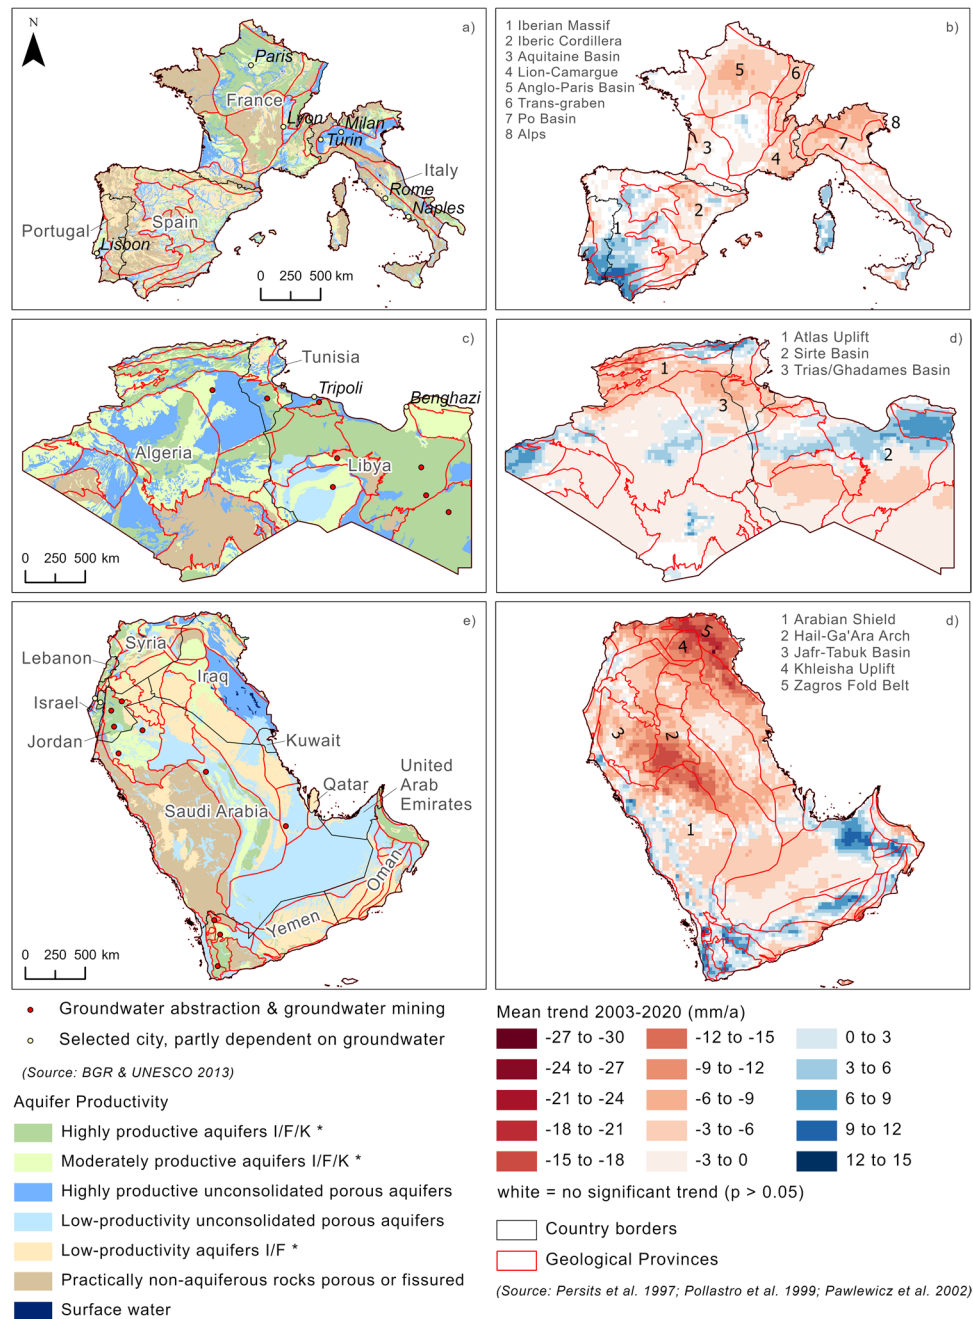 N
a)
Paris
France
Lyon
Milan
Turin
Italy
Rome
Naples
Portugal
Spain
Lisbon
0 250 500 km
1 Iberian Massif
2 Iberic Cordillera
3 Aquitaine Basin
4 Lion-Camargue
5 Anglo-Paris Basin
6 Trans-graben
7 Po Basin
8 Alps
b)
5
6
8
3
4
7
2
1
c)
Tunisia
Tripoli
Benghazi
Algeria
Libya
0 250 500 km
1 Atlas Uplift
2 Sirte Basin
3 Trias/Ghadames Basin
d)
1
3
2
e)
Syria
Lebanon
Iraq
Israel
Jordan
Kuwait
Qatar
United
Arab
Emirates
Saudi Arabia
Oman
Yemen
0 250 500 km
1 Arabian Shield
2 Hail-Ga'Ara Arch
3 Jafr-Tabuk Basin
4 Khleisha Uplift
5 Zagros Fold Belt
d)
5
4
3
2
1
Groundwater abstraction & groundwater mining
Selected city, partly dependent on groundwater
(Source: BGR & UNESCO 2013)
Aquifer Productivity
Highly productive aquifers I/F/K *
Moderately productive aquifers I/F/K *
Highly productive unconsolidated porous aquifers
Low-productivity unconsolidated porous aquifers
Low-productivity aquifers I/F *
Practically non-aquiferous rocks porous or fissured
Surface water
Mean trend 2003-2020 (mm/a)
-27 to -30 -12 to -15 0 to 3
-24 to -27 -9 to -12 3 to 6
-21 to -24 -6 to -9 6 to 9
-18 to -21 -3 to -6 9 to 12
-15 to -18 -3 to 0 12 to 15
white = no significant trend (p > 0.05)
Country borders
Geological Provinces
(Source: Persits et al. 1997; Pollastro et al. 1999; Pawlewicz et al. 2002)